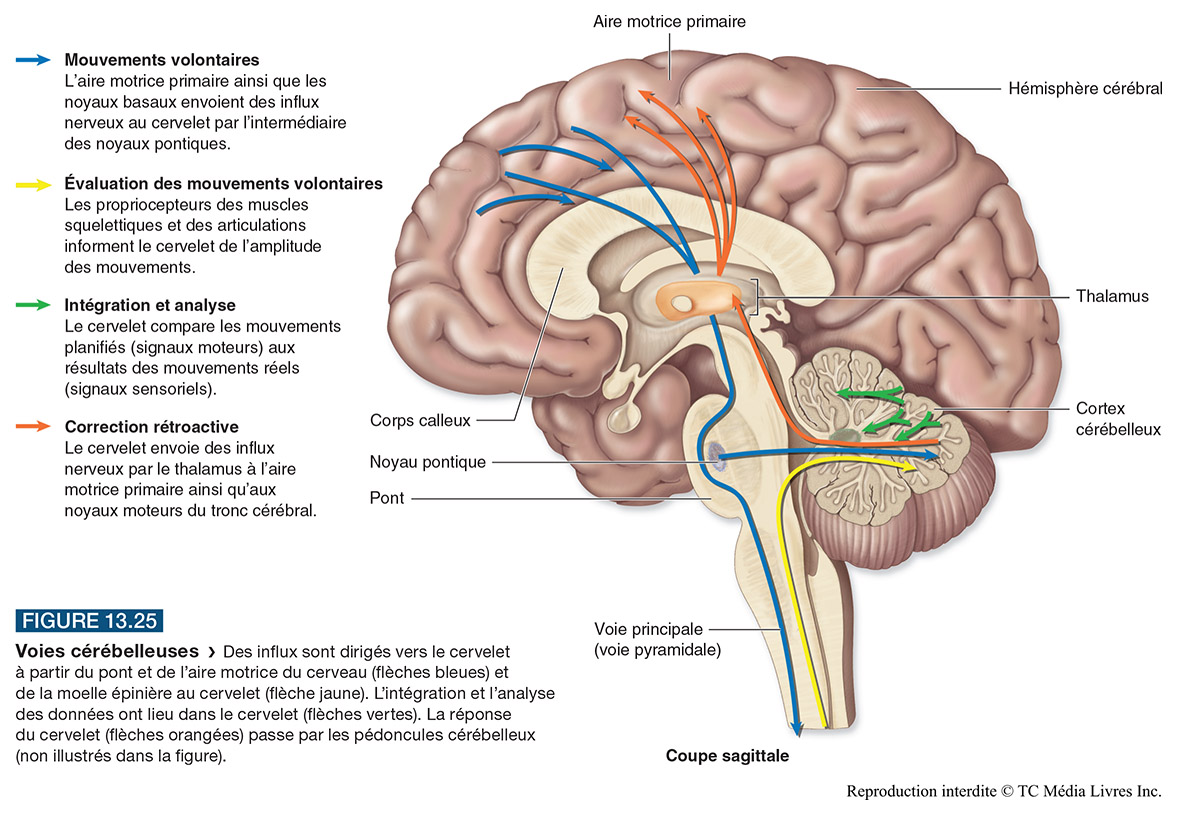 Aire motrice primaire
Mouvements volontaires
L'aire motrice primaire ainsi que les
noyaux basaux envoient des influx
nerveux au cervelet par l'intermédiaire
des noyaux pontiques.
Hémisphère cérébral
Évaluation des mouvements volontaires
Les propriocepteurs des muscles
squelettiques et des articulations
informent le cervelet de l'amplitude
des mouvements.
Intégration et analyse
Le cervelet compare les mouvements
planifiés (signaux moteurs) aux
résultats des mouvements réels
(signaux sensoriels).
Thalamus
Correction rétroactive
Le cervelet envoie des influx
nerveux par le thalamus à l'aire
motrice primaire ainsi qu'aux
noyaux moteurs du tronc cérébral.
Corps calleux
Noyau pontique
Pont
Cortex
cérébelleux
FIGURE 13.25
Voies cérébelleuses › Des influx sont dirigés vers le cervelet
à partir du pont et de l'aire motrice du cerveau (flèches bleues) et
de la moelle épinière au cervelet (flèche jaune). L'intégration et l'analyse
des données ont lieu dans le cervelet (flèches vertes). La réponse
du cervelet (flèches orangées) passe par les pédoncules cérébelleux
(non illustrés dans la figure).
Voie principale
(voie pyramidale)
Coupe sagittale
Reproduction interdite © TC Média Livres Inc.